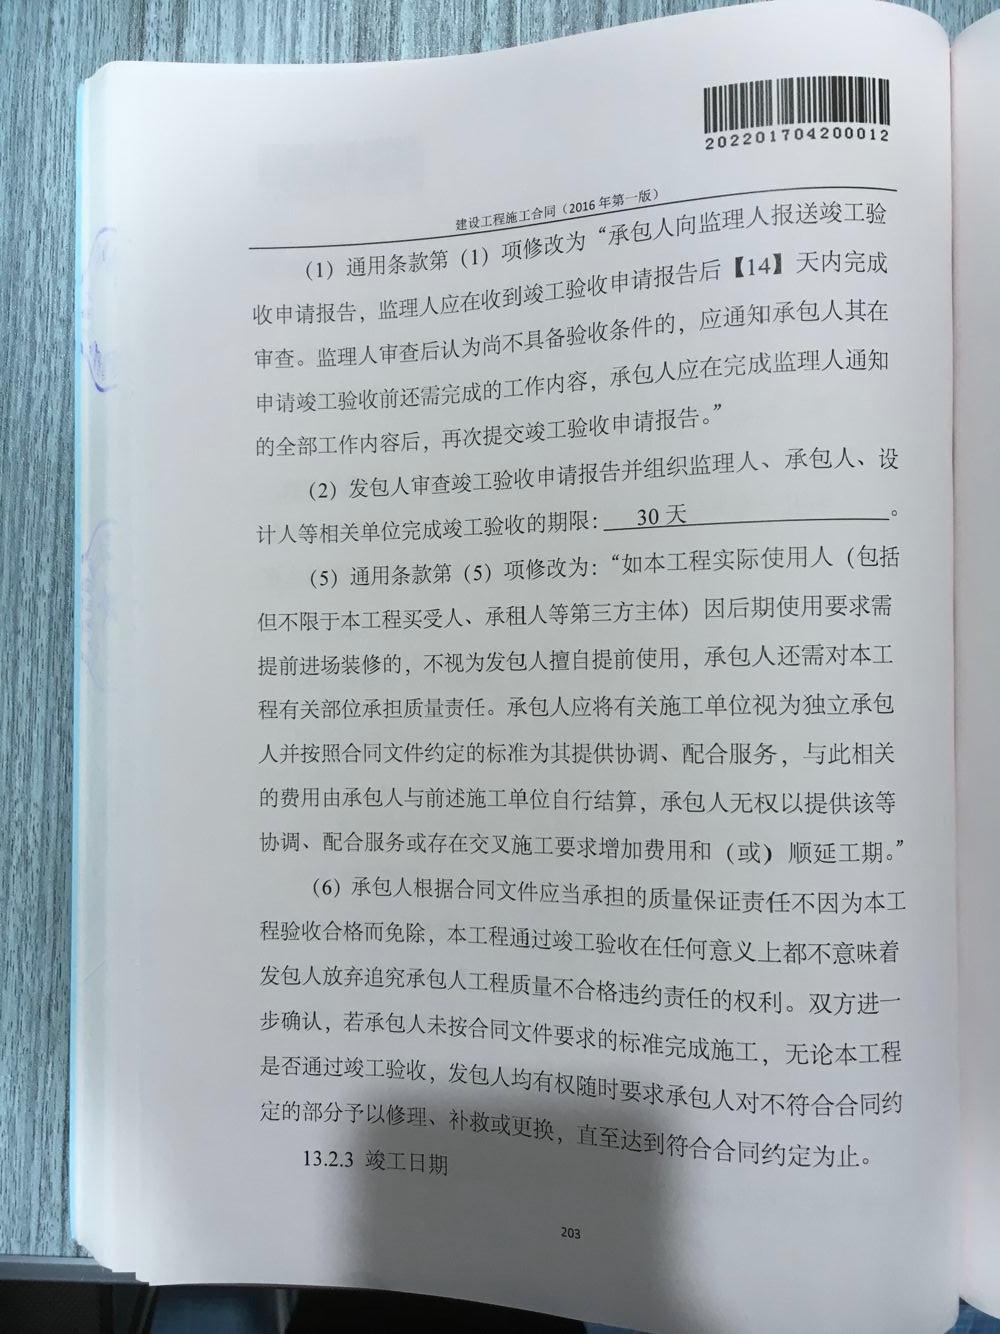 202201704200012
建设工程施工合同（2016 年第一版）
（1）通用条款第（1）项修改为“承包人向监理人报送竣工验
收申请报告，监理人应在收到竣工验收申请报告后【14】天内完成
审查。监理人审查后认为尚不具备验收条件的，应通知承包人其在
申请竣工验收前还需完成的工作内容，承包人应在完成监理人通知
的全部工作内容后，再次提交竣工验收申请报告。”
（2）发包人审查竣工验收申请报告并组织监理人、承包人、设
计人等相关单位完成竣工验收的期限：30 天。
（5）通用条款第（5）项修改为：“如本工程实际使用人（包括
但不限于本工程买受人、承租人等第三方主体）因后期使用要求需
提前进场装修的，不视为发包人擅自提前使用，承包人还需对本工
程有关部位承担质量责任。承包人应将有关施工单位视为独立承包
人并按照合同文件约定的标准为其提供协调、配合服务，与此相关
的费用由承包人与前述施工单位自行结算，承包人无权以提供该等
协调、配合服务或存在交叉施工要求增加费用和（或）顺延工期。”
（6）承包人根据合同文件应当承担的质量保证责任不因为本工
程验收合格而免除，本工程通过竣工验收在任何意义上都不意味着
发包人放弃追究承包人工程质量不合格违约责任的权利。双方进一
步确认，若承包人未按合同文件要求的标准完成施工，无论本工程
是否通过竣工验收，发包人均有权随时要求承包人对不符合合同约
定的部分予以修理、补救或更换，直至达到符合合同约定为止。
13.2.3 竣工日期
203